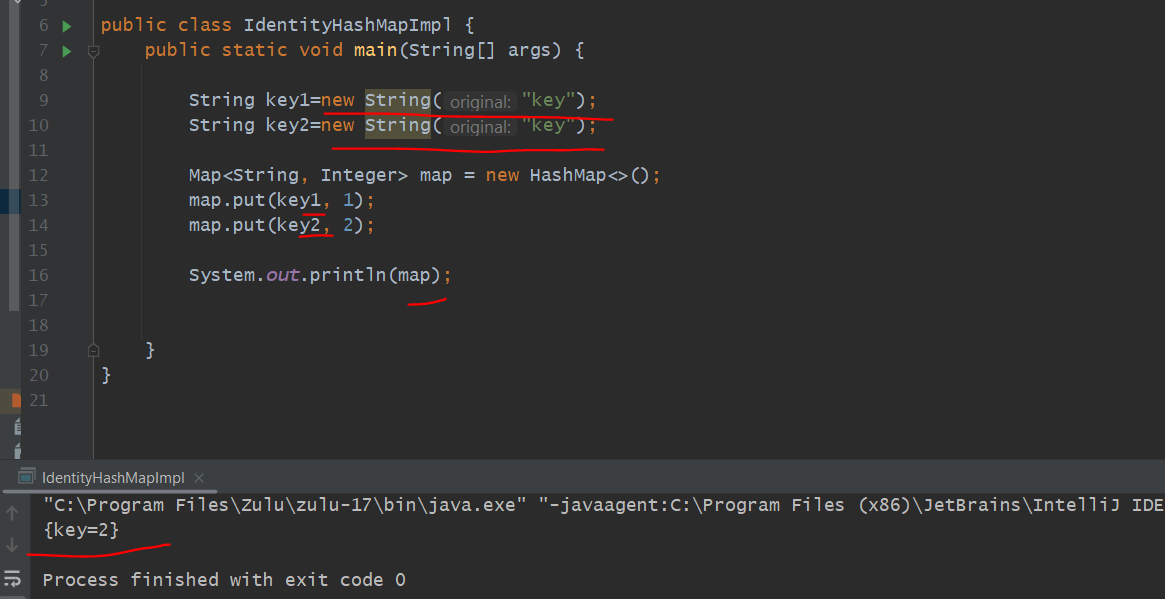 6 public class IdentityHashMapImpl {
7 public static void main(String[] args) {
8
9 String key1=new String( original: "key");
10 String key2=new String( original: "key");
11
12 Map<String, Integer> map = new HashMap<>();
13 map.put(key1, 1);
14 map.put(key2, 2);
15
16 System.out.println(map);
17
18
19 }
20 }
21
IdentityHashMapImpl
"C:\Program Files\Zulu\zulu-17\bin\java.exe" "-javaagent:C:\Program Files (x86)\JetBrains\IntelliJ IDE
{key=2}
Process finished with exit code 0